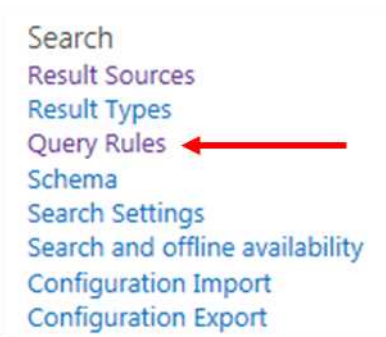 Search
Result Sources
Result Types
Query Rules
Schema
Search Settings
Search and offline availability
Configuration Import
Configuration Export